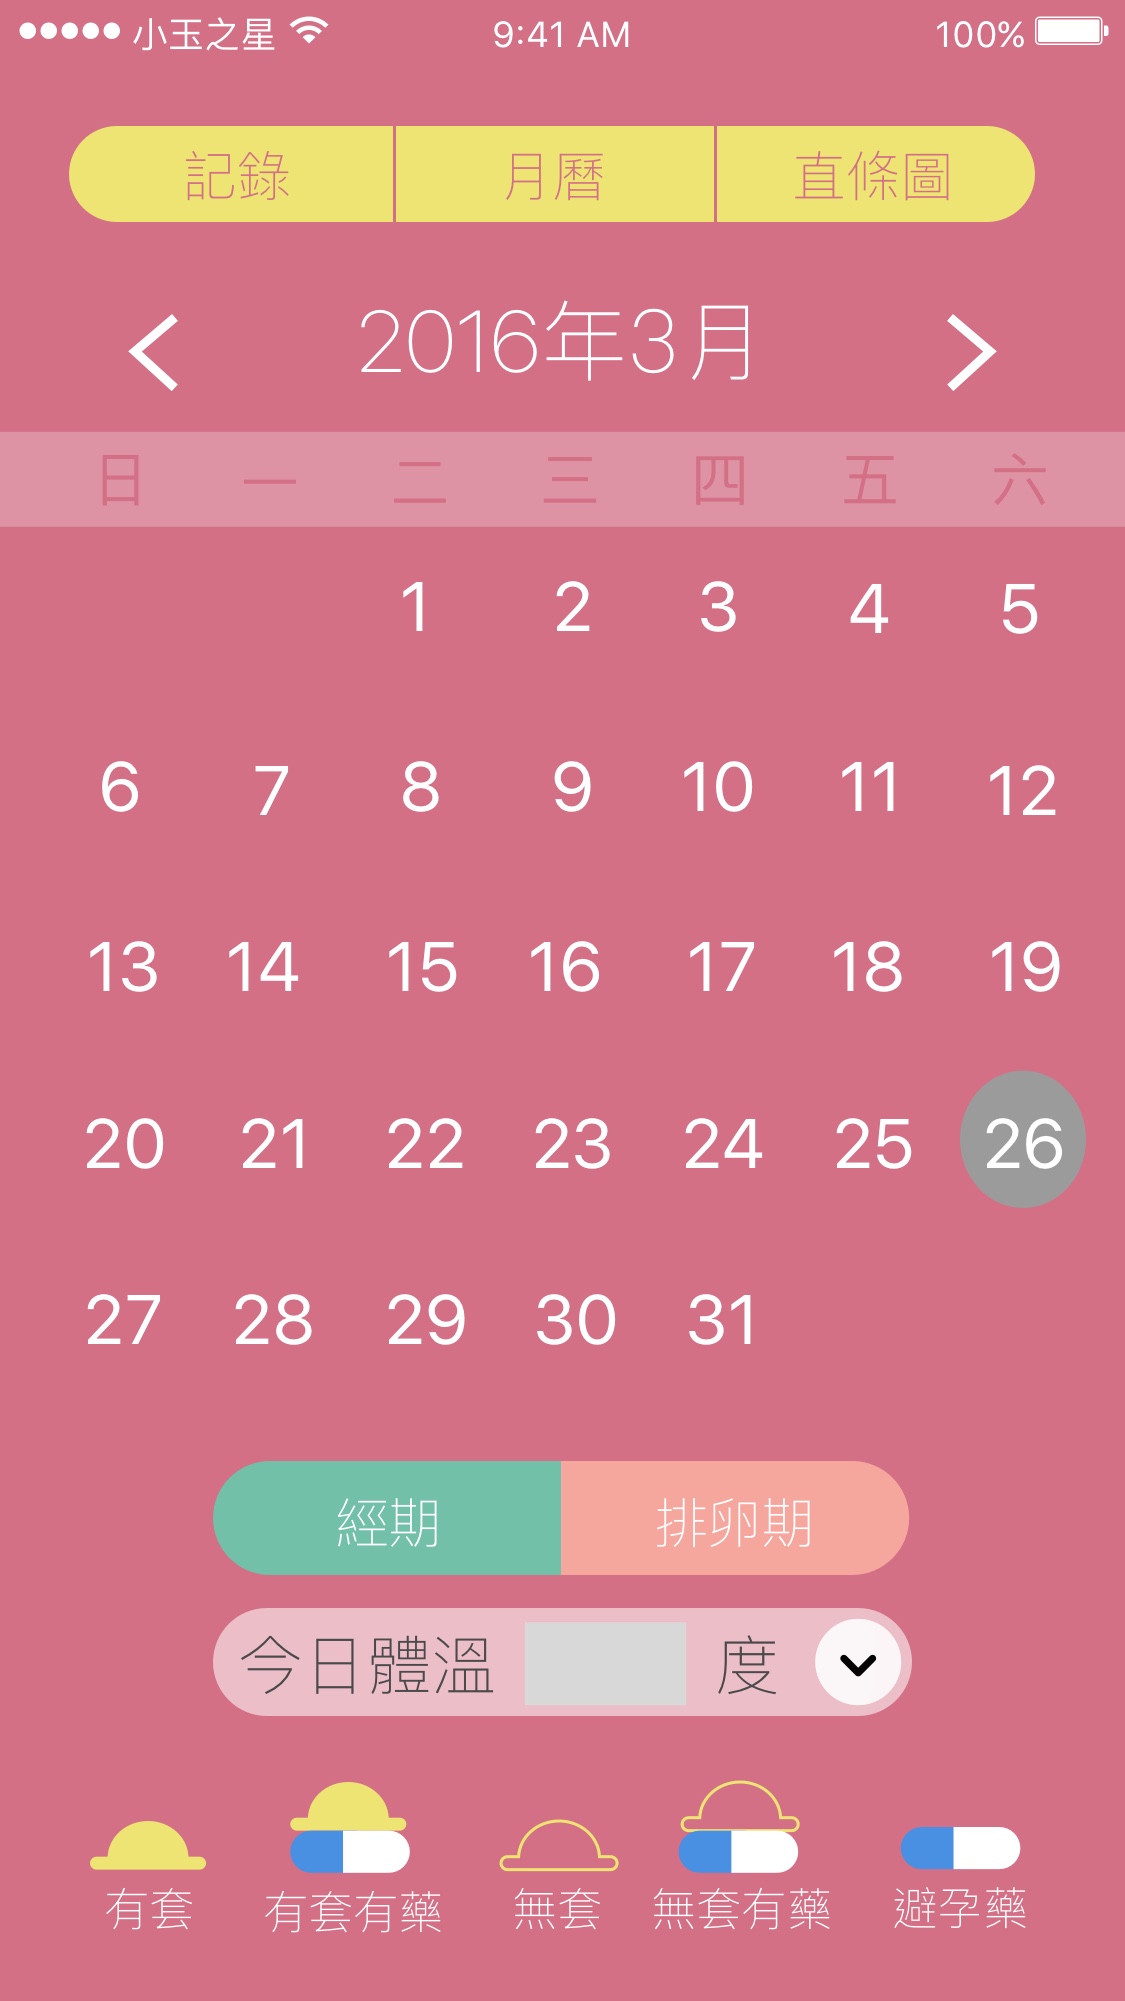 小玉之星 9:41 AM 100%
記錄 月曆 直條圖
2016年3月
日 一 二 三 四 五 六
1 2 3 4 5
6 7 8 9 10 11 12
13 14 15 16 17 18 19
20 21 22 23 24 25 26
27 28 29 30 31
經期 排卵期
今日體溫 度
有套 有套有藥 無套 無套有藥 避孕藥